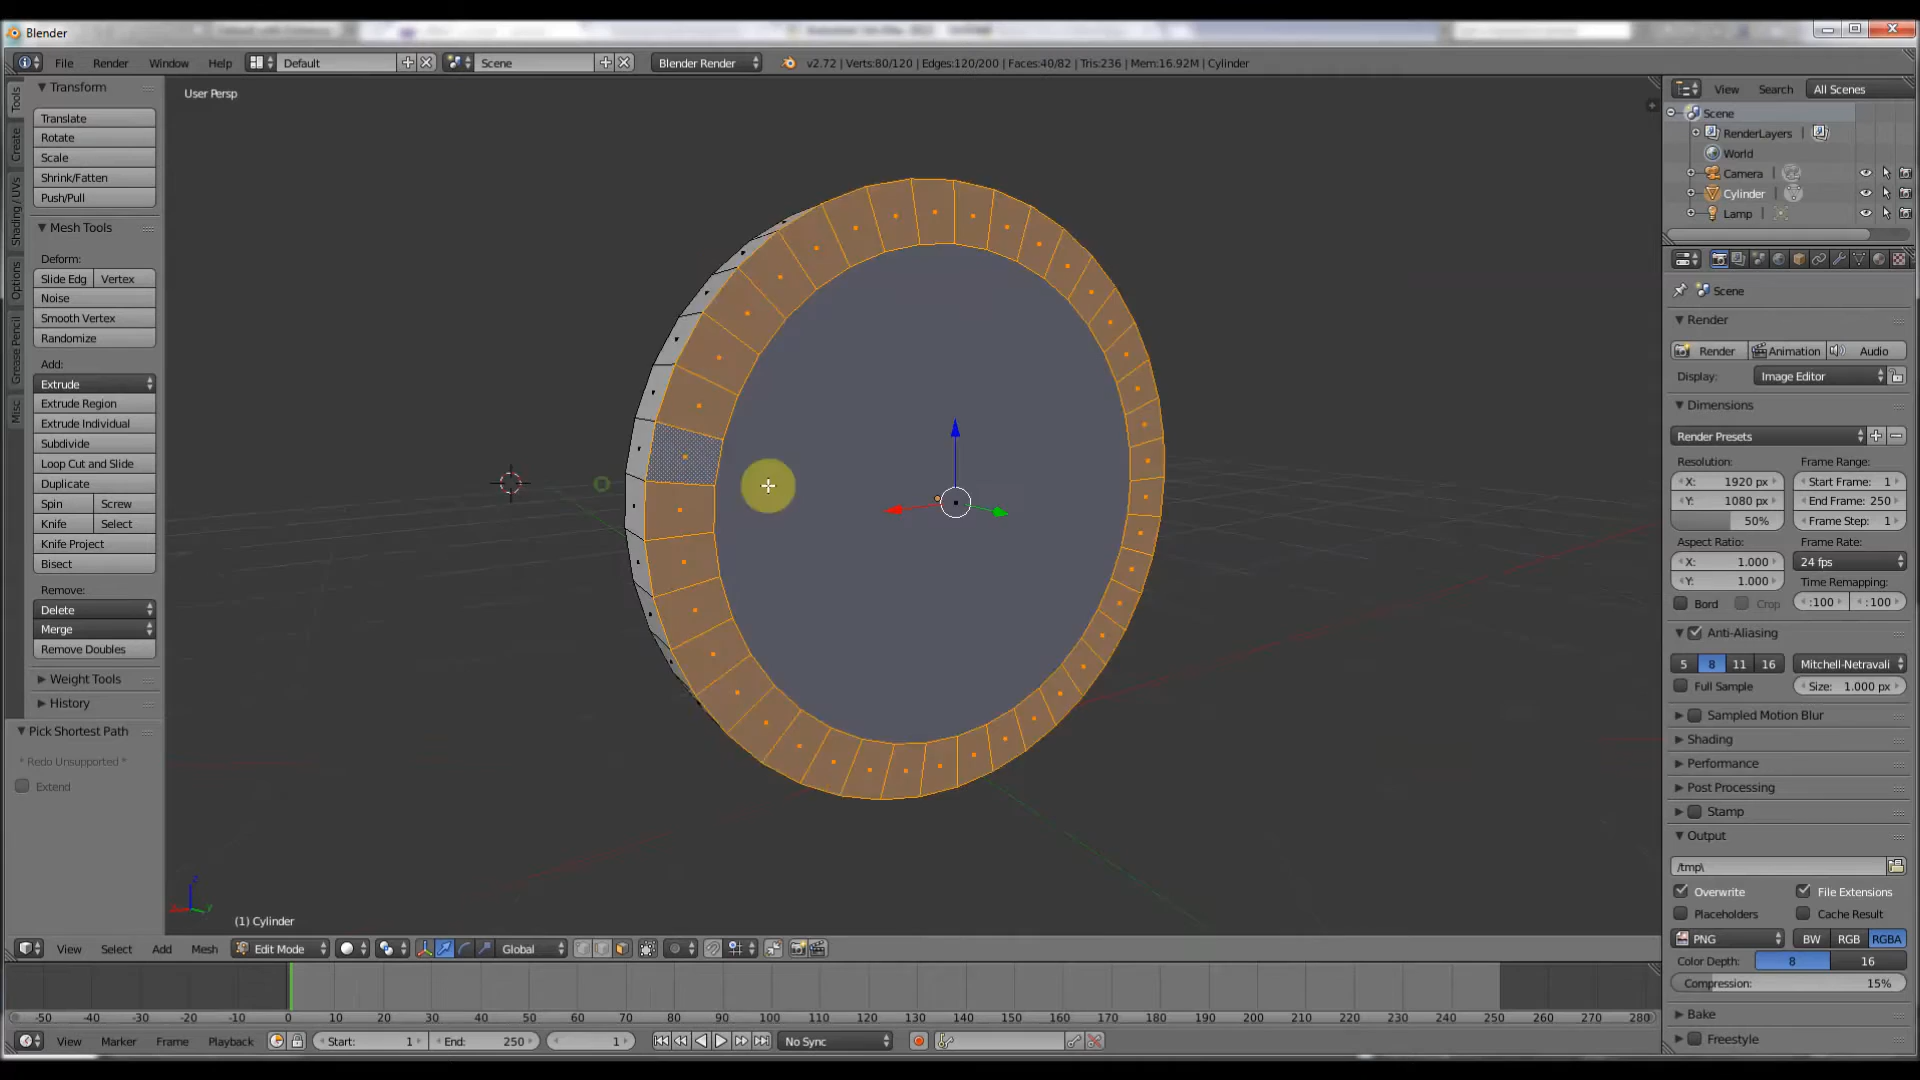 Blender
File Render Window Help Default Scene Blender Render v2.72 | Verts:80/120 | Edges:120/200 | Faces:40/82 | Tris:236 | Mem:16.92M | Cylinder
Tools
Create
Shading / UVs
Options
Grease Pencil
Misc
Transform
Translate
Rotate
Scale
Shrink/Fatten
Push/Pull
Mesh Tools
Deform:
Slide Edg Vertex
Noise
Smooth Vertex
Randomize
Add:
Extrude
Extrude Region
Extrude Individual
Subdivide
Loop Cut and Slide
Duplicate
Spin Screw
Knife Select
Knife Project
Bisect
Remove:
Delete
Merge
Remove Doubles
Weight Tools
History
Pick Shortest Path
* Redo Unsupported *
Extend
User Persp
(1) Cylinder
View Search All Scenes
Scene
RenderLayers
World
Camera
Cylinder
Lamp
Scene
Render
Render Animation Audio
Display: Image Editor
Dimensions
Render Presets
Resolution: Frame Range:
X: 1920 px Start Frame: 1
Y: 1080 px End Frame: 250
50% Frame Step: 1
Aspect Ratio: Frame Rate:
X: 1.000 24 fps
Y: 1.000 Time Remapping:
Bord Crop :100 :100
Anti-Aliasing
5 8 11 16 Mitchell-Netravali
Full Sample Size: 1.000 px
Sampled Motion Blur
Shading
Performance
Post Processing
Stamp
Output
/tmp\
Overwrite File Extensions
Placeholders Cache Result
PNG BW RGB RGBA
Color Depth: 8 16
Compression: 15%
Bake
Freestyle
View Select Add Mesh Edit Mode Global
-50 -40 -30 -20 -10 0 10 20 30 40 50 60 70 80 90 100 110 120 130 140 150 160 170 180 190 200 210 220 230 240 250 260 270 280
View Marker Frame Playback Start: 1 End: 250 1 No Sync